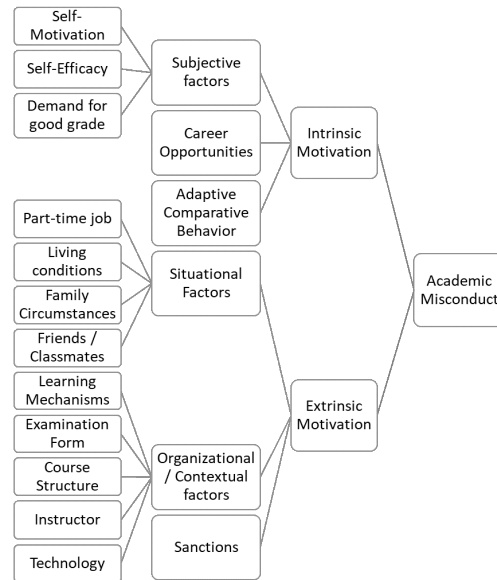 Self-
Motivation
Self-Efficacy
Demand for
good grade
Subjective
factors
Career
Opportunities
Adaptive
Comparative
Behavior
Intrinsic
Motivation
Part-time job
Living
conditions
Family
Circumstances
Friends /
Classmates
Situational
Factors
Learning
Mechanisms
Examination
Form
Course
Structure
Instructor
Technology
Organizational
/ Contextual
factors
Sanctions
Extrinsic
Motivation
Academic
Misconduct